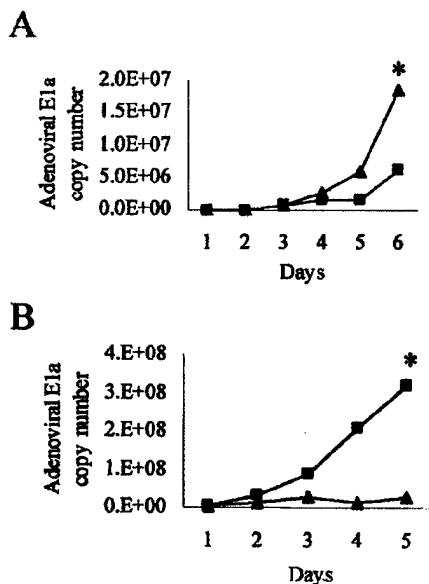 A
Adenoviral E1a
copy number
2.0E+07
1.5E+07
1.0E+07
5.0E+06
0.0E+00
*
1 2 3 4 5 6
Days
B
Adenoviral E1a
copy number
4.E+08
3.E+08
2.E+08
1.E+08
0.E+00
*
1 2 3 4 5
Days